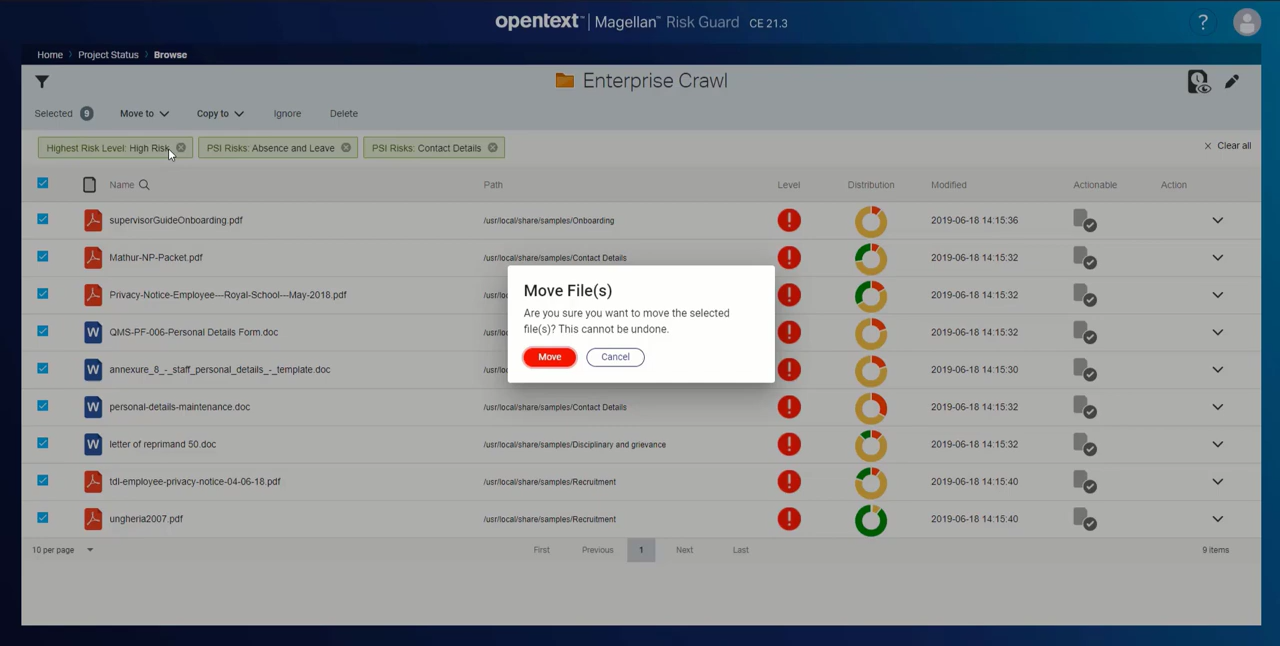 opentext™ | Magellan™ Risk Guard CE 21.3
?
Home Project Status Browse
Enterprise Crawl
Selected 9 Move to Copy to Ignore Delete
Highest Risk Level: High Risk PSI Risks: Absence and Leave PSI Risks: Contact Details Clear all
Name Path Level Distribution Modified Actionable Action
supervisorGuideOnboarding.pdf /usr/local/share/samples/Onboarding 2019-06-18 14:15:36
Mathur-NP-Packet.pdf /usr/local/share/samples/Contact Details 2019-06-18 14:15:32
Privacy-Notice-Employee---Royal-School---May-2018.pdf 2019-06-18 14:15:32
QMS-PF-006-Personal Details Form.doc 2019-06-18 14:15:32
annexure_8_-_staff_personal_details_-_template.doc 2019-06-18 14:15:30
personal-details-maintenance.doc /usr/local/share/samples/Contact Details 2019-06-18 14:15:32
letter of reprimand 50.doc /usr/local/share/samples/Disciplinary and grievance 2019-06-18 14:15:32
tdl-employee-privacy-notice-04-06-18.pdf /usr/local/share/samples/Recruitment 2019-06-18 14:15:40
ungheria2007.pdf /usr/local/share/samples/Recruitment 2019-06-18 14:15:40
10 per page First Previous 1 Next Last 9 items
Move File(s)
Are you sure you want to move the selected
file(s)? This cannot be undone.
Move Cancel